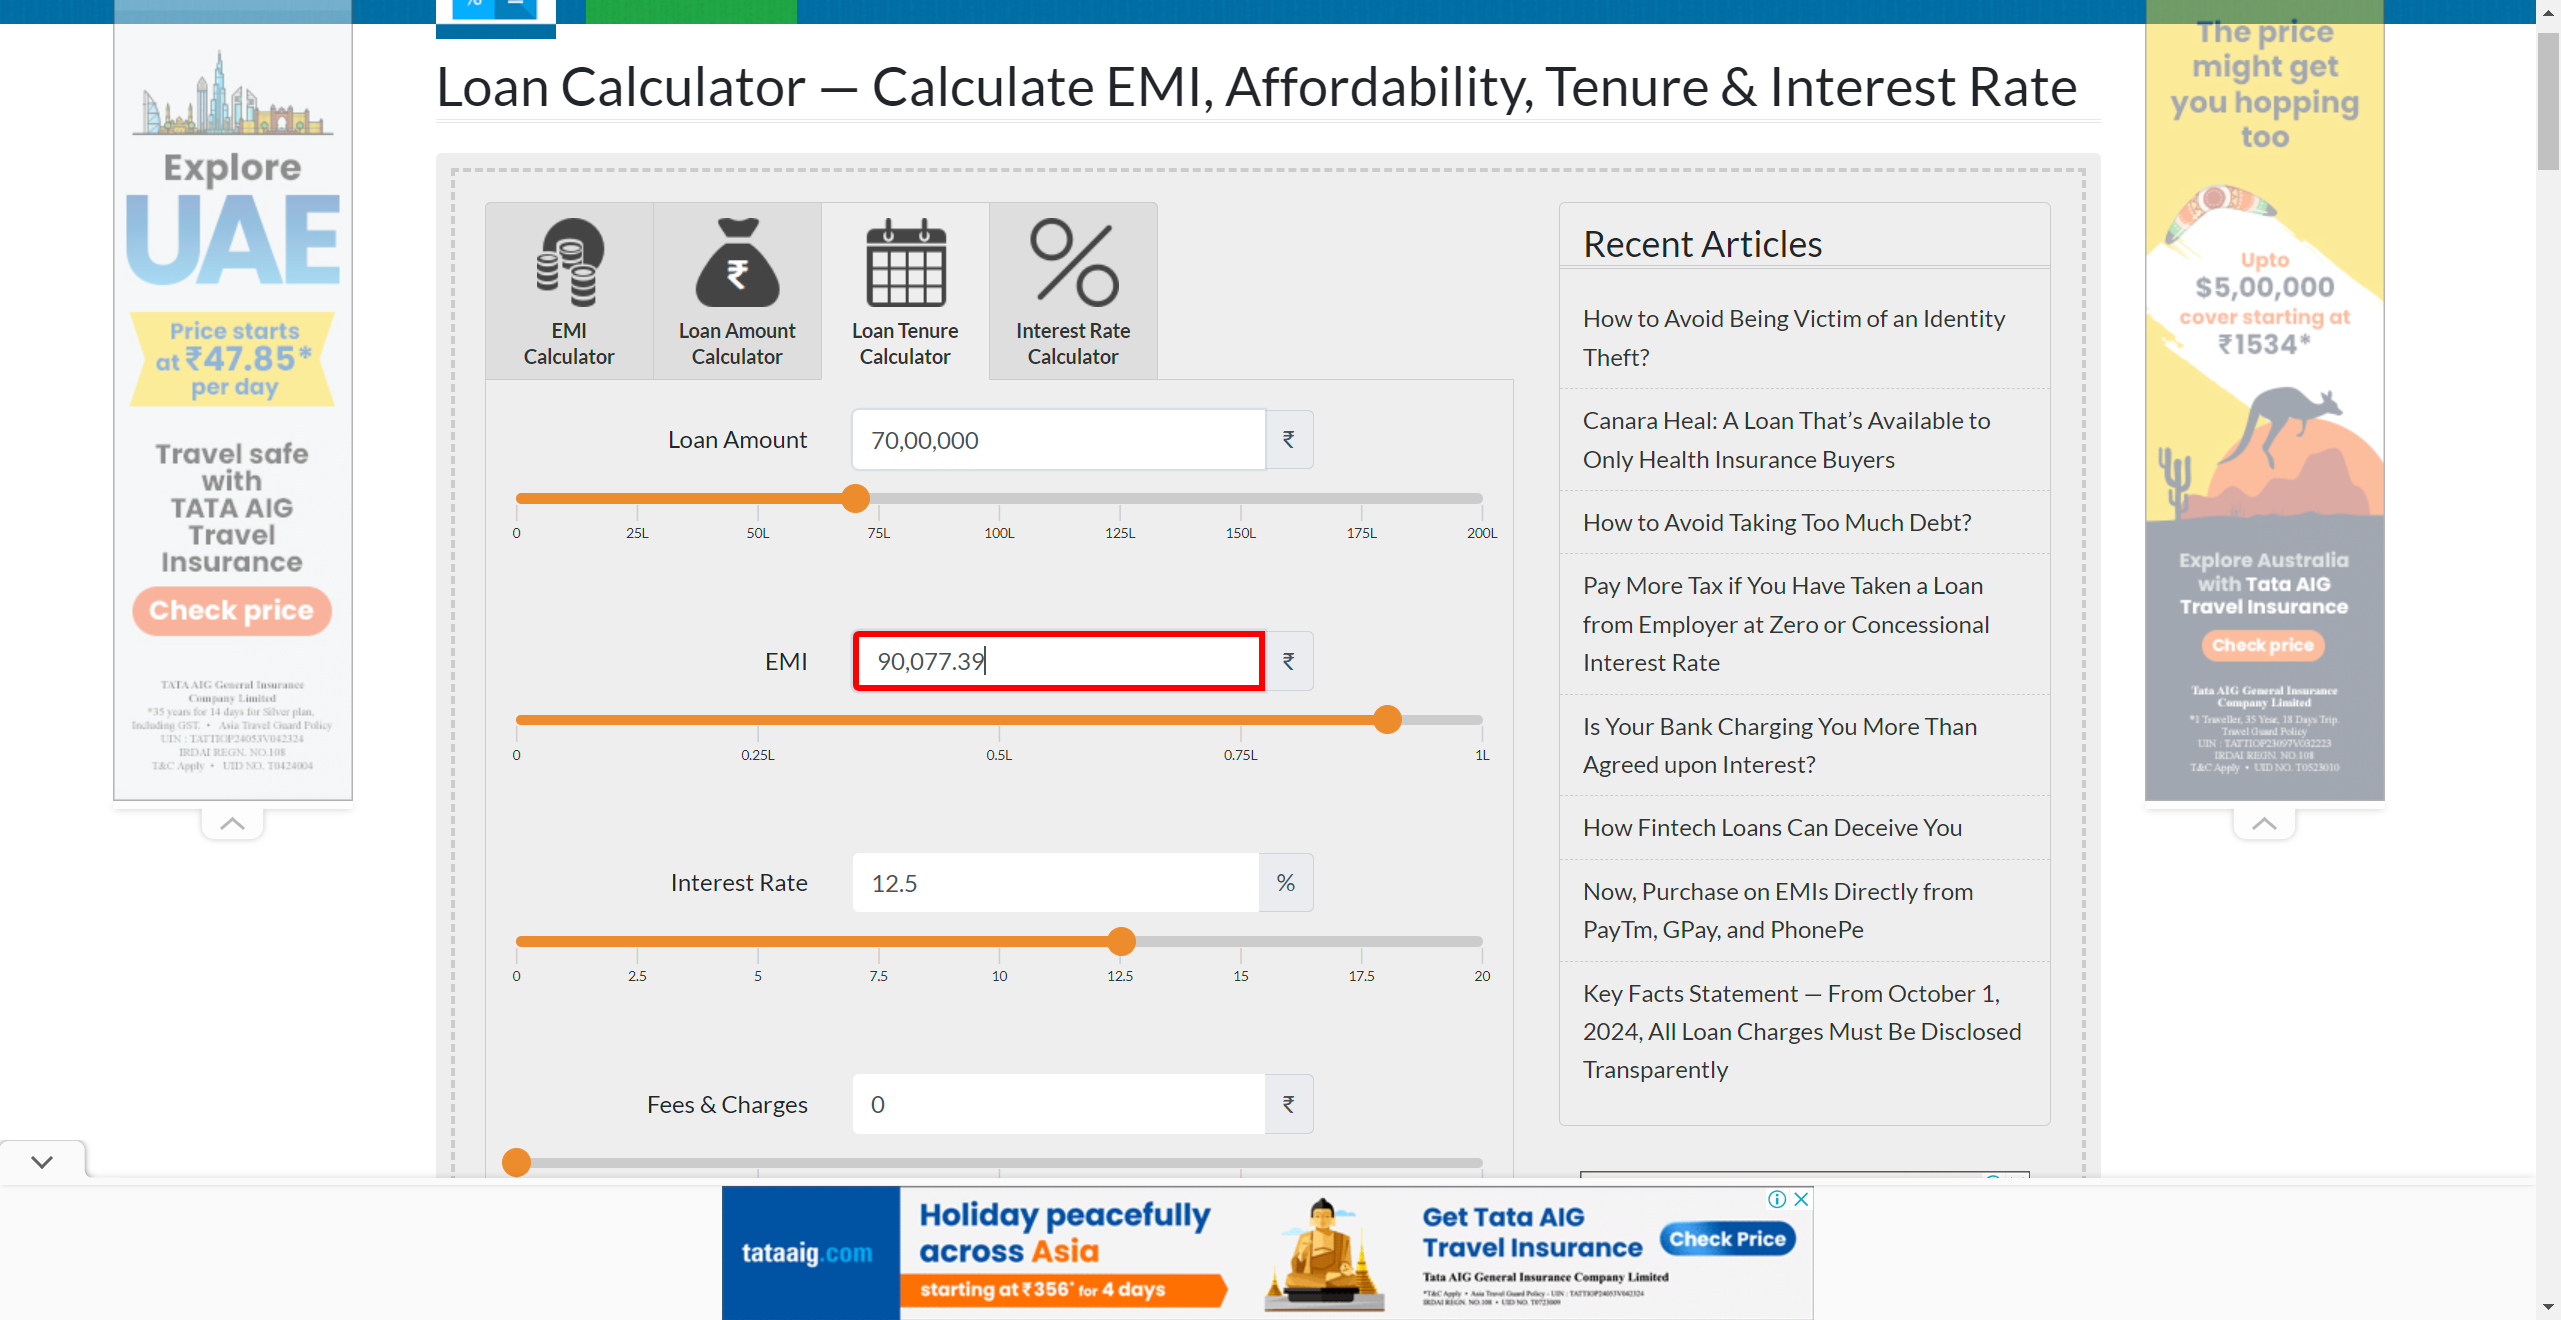 Loan Calculator — Calculate EMI, Affordability, Tenure & Interest Rate
Explore
UAE
Price starts
at ₹47.85*
per day
Travel safe
with
TATA AIG
Travel
Insurance
Check price
TATA AIG General Insurance
Company Limited
*35 years for 14 days for Silver plan,
Including GST. • Asia Travel Guard Policy
UIN : TATTIOP24053V042324
IRDAI REGN. NO.108
T&C Apply • UID NO. T0424004
EMI
Calculator
₹
Loan Amount
Calculator
Loan Tenure
Calculator
Interest Rate
Calculator
Loan Amount
70,00,000
₹
0 25L 50L 75L 100L 125L 150L 175L 200L
EMI
90,077.39
₹
0 0.25L 0.5L 0.75L 1L
Interest Rate
12.5
%
0 2.5 5 7.5 10 12.5 15 17.5 20
Fees & Charges
0
₹
Recent Articles
How to Avoid Being Victim of an Identity
Theft?
Canara Heal: A Loan That’s Available to
Only Health Insurance Buyers
How to Avoid Taking Too Much Debt?
Pay More Tax if You Have Taken a Loan
from Employer at Zero or Concessional
Interest Rate
Is Your Bank Charging You More Than
Agreed upon Interest?
How Fintech Loans Can Deceive You
Now, Purchase on EMIs Directly from
PayTm, GPay, and PhonePe
Key Facts Statement — From October 1,
2024, All Loan Charges Must Be Disclosed
Transparently
The price
might get
you hopping
too
Upto
$5,00,000
cover starting at
₹1534*
Explore Australia
with Tata AIG
Travel Insurance
Check price
Tata AIG General Insurance
Company Limited
*1 Traveller, 35 Year, 18 Days Trip.
Travel Guard Policy
UIN : TATTIOP23097V032223
IRDAI REGN. NO.108
T&C Apply • UID NO. T0523010
tataaig.com
Holiday peacefully
across Asia
starting at ₹356* for 4 days
Get Tata AIG
Travel Insurance
Check Price
Tata AIG General Insurance Company Limited
*T&C Apply • Asia Travel Guard Policy - UIN : TATTIOP24053V042324
IRDAI REGN. NO.108 • UID NO. T0723009